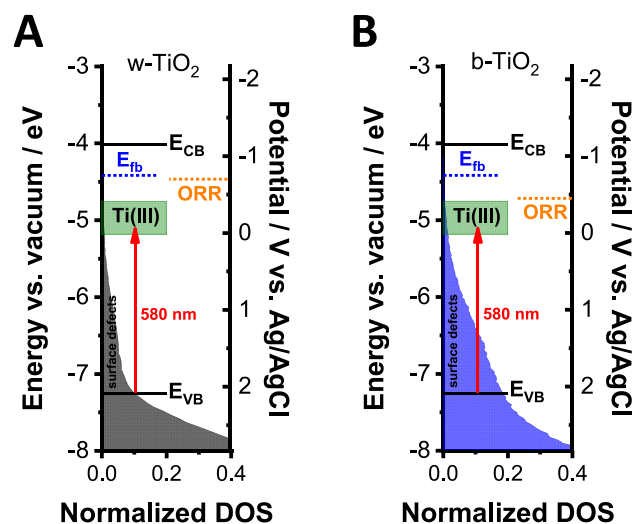 A
w-TiO2
Energy vs. vacuum / eV
-3
-4
-5
-6
-7
-8
ECB
Efb
ORR
Ti(III)
580 nm
surface defects
EVB
0.0
0.2
0.4
Normalized DOS
-2
-1
0
1
2
Potential / V vs. Ag/AgCl
B
b-TiO2
Energy vs. vacuum / eV
-3
-4
-5
-6
-7
-8
ECB
Efb
ORR
Ti(III)
580 nm
surface defects
EVB
0.0
0.2
0.4
Normalized DOS
-2
-1
0
1
2
Potential / V vs. Ag/AgCl